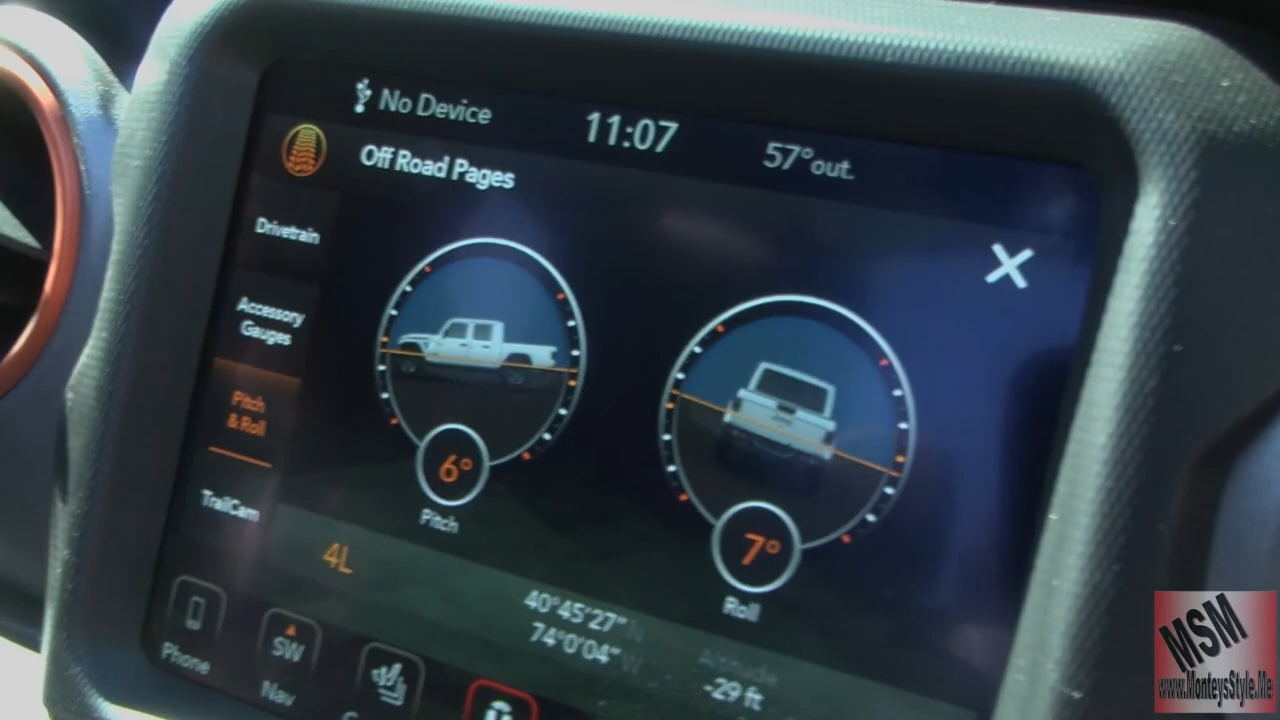 No Device
11:07
57° out.
Off Road Pages
Drivetrain
Accessory
Gauges
Pitch
& Roll
TrailCam
6°
Pitch
7°
Roll
4L
40°45'27" N
74°0'04" W
Altitude
-29 ft
Phone
SW
Nav
MSM
www.MonteysStyle.Me